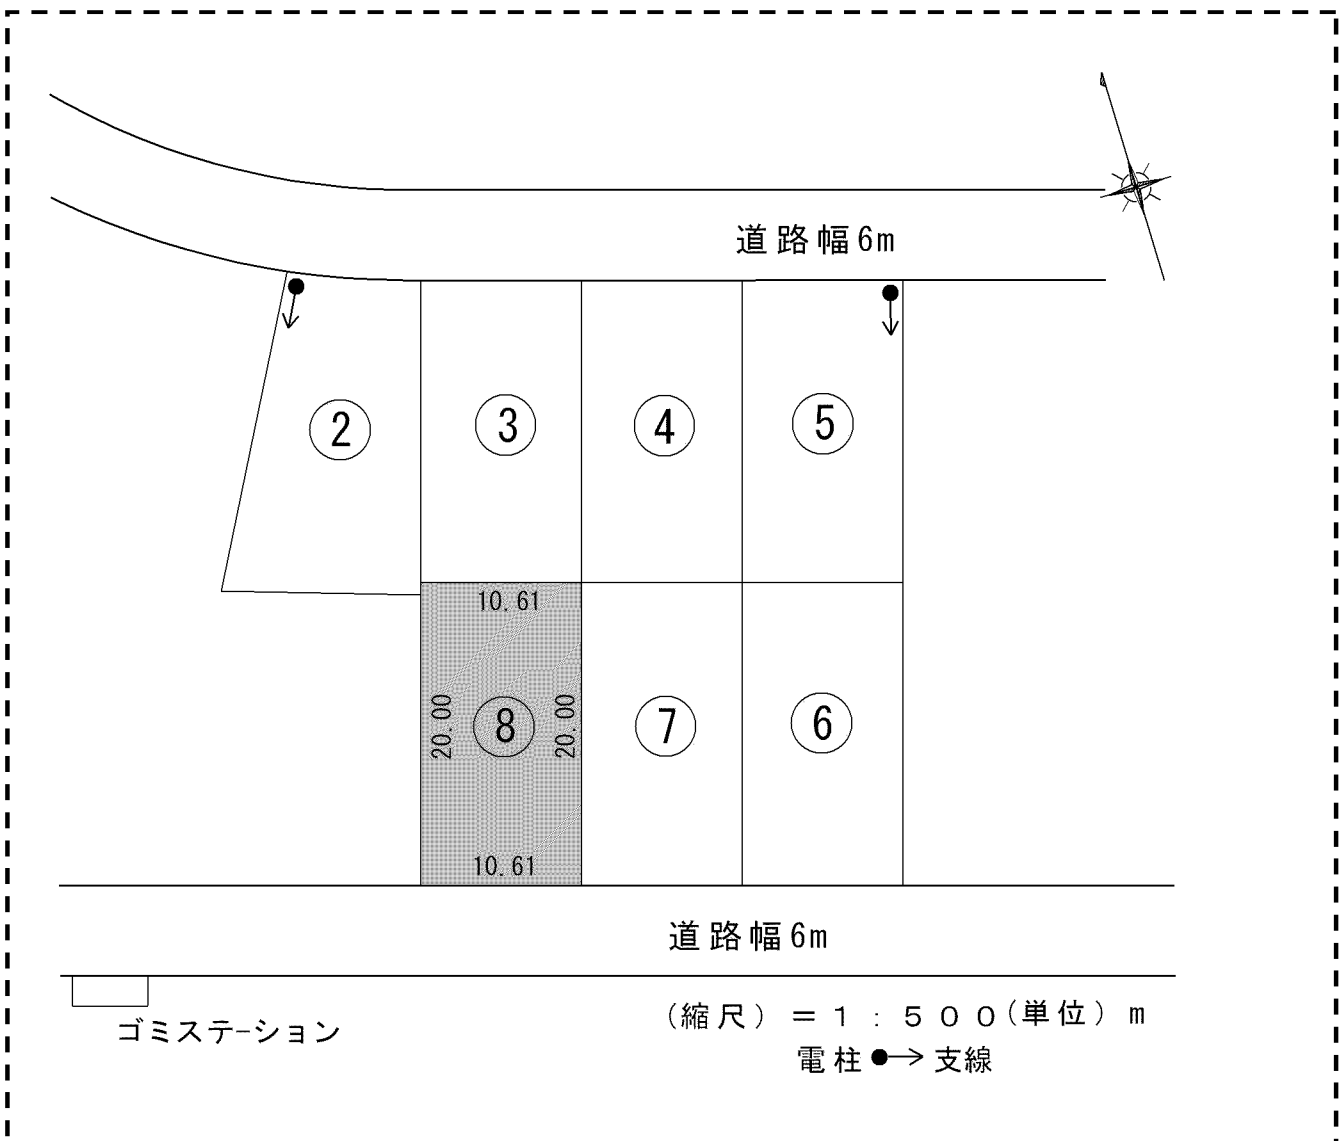 道路幅6m
②
③
④
⑤
10.61
20.00
⑧
20.00
⑦
⑥
10.61
道路幅6m
ゴミステーション
(縮尺) = 1 : 500(単位) m
電柱 ●→ 支線